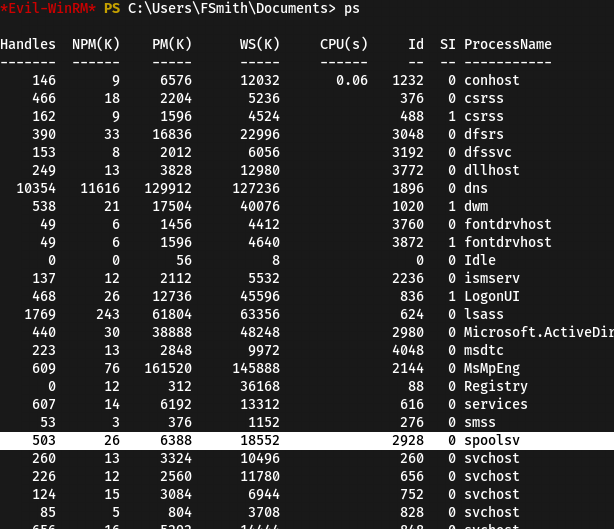 *Evil-WinRM* PS C:\Users\FSmith\Documents> ps
Handles NPM(K) PM(K) WS(K) CPU(s) Id SI ProcessName
------- ------ ----- ----- ------ -- -- -----------
146 9 6576 12032 0.06 1232 0 conhost
466 18 2204 5236 376 0 csrss
162 9 1596 4524 488 1 csrss
390 33 16836 22996 3048 0 dfsrs
153 8 2012 6056 3192 0 dfssvc
249 13 3828 12980 3772 0 dllhost
10354 11616 129912 127236 1896 0 dns
538 21 17504 40076 1020 1 dwm
49 6 1456 4412 3760 0 fontdrvhost
49 6 1596 4640 3872 1 fontdrvhost
0 0 56 8 0 0 Idle
137 12 2112 5532 2236 0 ismserv
468 26 12736 45596 836 1 LogonUI
1769 243 61804 63356 624 0 lsass
440 30 38888 48248 2980 0 Microsoft.ActiveDir
223 13 2848 9972 4048 0 msdtc
609 76 161520 145888 2144 0 MsMpEng
0 12 312 36168 88 0 Registry
607 14 6192 13312 616 0 services
53 3 376 1152 276 0 smss
503 26 6388 18552 2928 0 spoolsv
260 13 3324 10496 260 0 svchost
226 12 2560 11780 656 0 svchost
124 15 3084 6944 752 0 svchost
85 5 804 3708 828 0 svchost